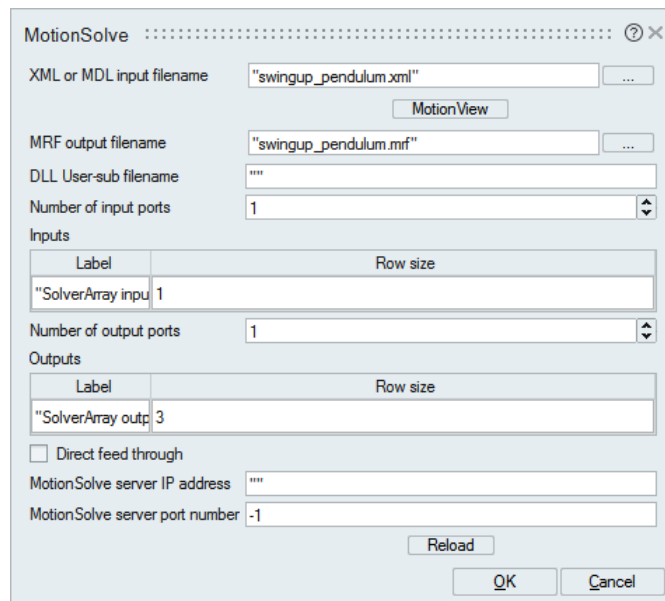 MotionSolve
XML or MDL input filename "swingup_pendulum.xml" ...
MotionView
MRF output filename "swingup_pendulum.mrf" ...
DLL User-sub filename ""
Number of input ports 1
Inputs
Label Row size
"SolverArray inpu 1
Number of output ports 1
Outputs
Label Row size
"SolverArray outp 3
Direct feed through
MotionSolve server IP address ""
MotionSolve server port number -1
Reload
OK Cancel